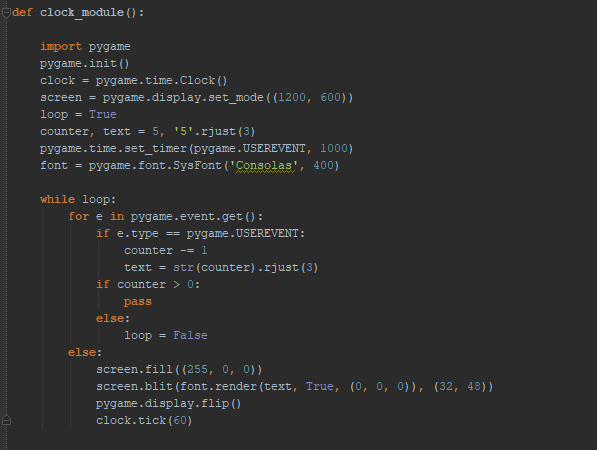 def clock_module():
import pygame
pygame.init()
clock = pygame.time.Clock()
screen = pygame.display.set_mode((1200, 600))
loop = True
counter, text = 5, '5'.rjust(3)
pygame.time.set_timer(pygame.USEREVENT, 1000)
font = pygame.font.SysFont('Consolas', 400)
while loop:
for e in pygame.event.get():
if e.type == pygame.USEREVENT:
counter -= 1
text = str(counter).rjust(3)
if counter > 0:
pass
else:
loop = False
else:
screen.fill((255, 0, 0))
screen.blit(font.render(text, True, (0, 0, 0)), (32, 48))
pygame.display.flip()
clock.tick(60)